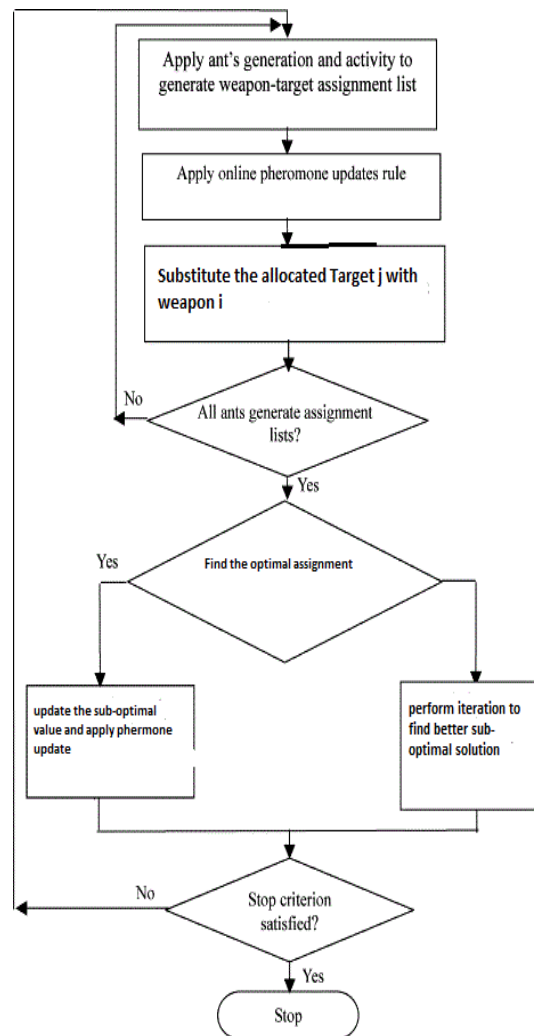 Apply ant's generation and activity to
generate weapon-target assignment list
Apply online pheromone updates rule
Substitute the allocated Target j with
weapon i
No
All ants generate assignment
lists?
Yes
Yes
Find the optimal assignment
update the sub-optimal
value and apply phermone
update
perform iteration to
find better sub-
optimal solution
No
Stop criterion
satisfied?
Yes
Stop